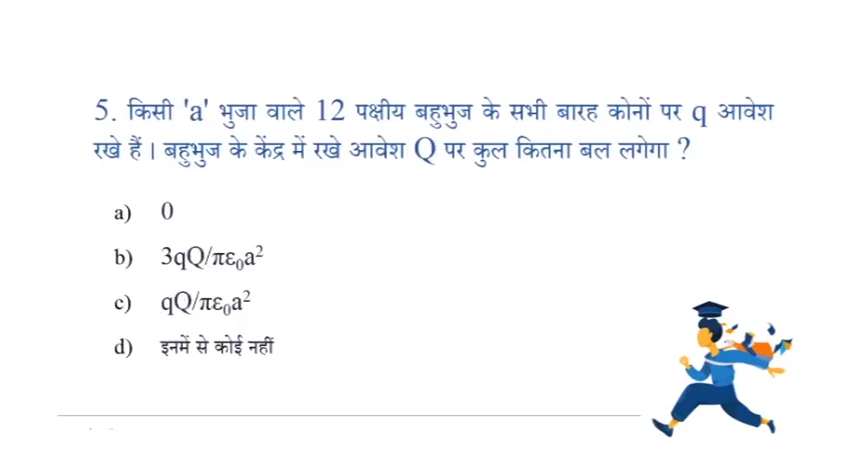 5. किसी 'a' भुजा वाले 12 पक्षीय बहुभुज के सभी बारह कोनों पर q आवेश
रखे हैं। बहुभुज के केंद्र में रखे आवेश Q पर कुल कितना बल लगेगा ?
a) 0
b) 3qQ/πε₀a²
c) qQ/πε₀a²
d) इनमें से कोई नहीं